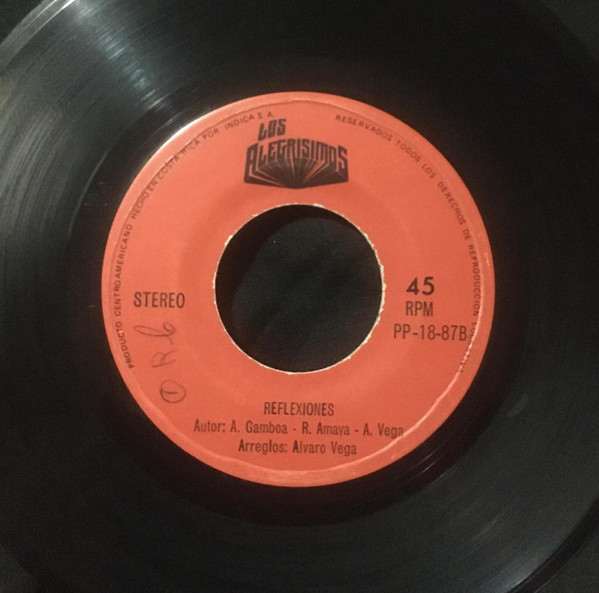 PRODUCTO CENTROAMERICANO HECHO EN COSTA RICA POR INDICA S.A.
RESERVADOS TODOS LOS DERECHOS DE REPRODUCCION
LOS
ALEGRISIMOS
STEREO
45
RPM
PP-18-87B
REFLEXIONES
Autor: A. Gamboa - R. Amaya - A. Vega
Arreglos: Alvaro Vega